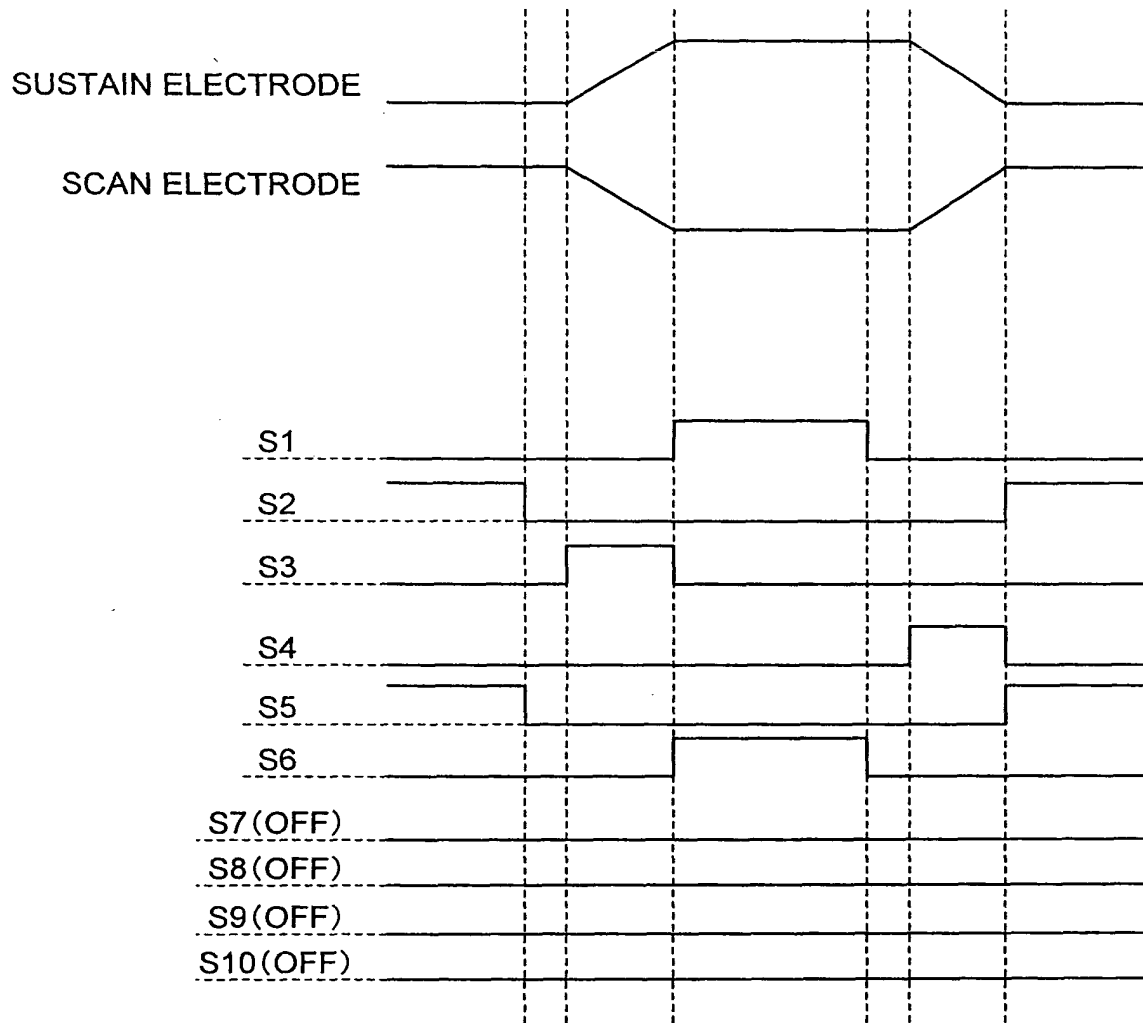 SUSTAIN ELECTRODE
SCAN ELECTRODE
S1
S2
S3
S4
S5
S6
S7(OFF)
S8(OFF)
S9(OFF)
S10(OFF)